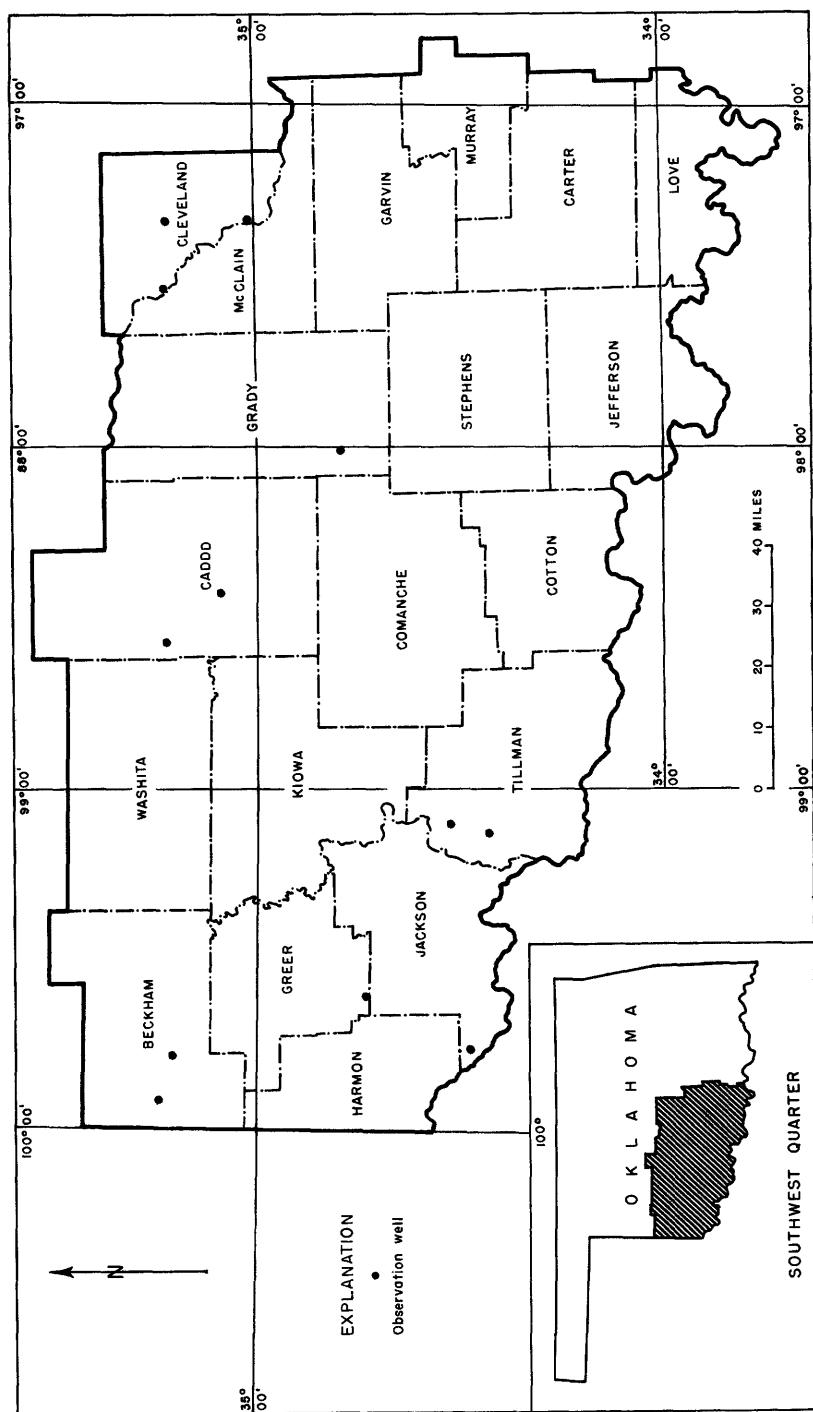 100° 00'
99° 00'
88° 00'
97° 00'
35°
00'
35°
00'
N
BECKHAM
WASHITA
CADDD
CLEVELAND
McCLAIN
GRADY
KIOWA
GREER
HARMON
JACKSON
COMANCHE
GARVIN
MURRAY
STEPHENS
CARTER
TILLMAN
COTTON
JEFFERSON
LOVE
34°
00'
34°
00'
EXPLANATION
Observation well
0 10 20 30 40 MILES
100°
99° 00'
98° 00'
97° 00'
OKLAHOMA
SOUTHWEST QUARTER